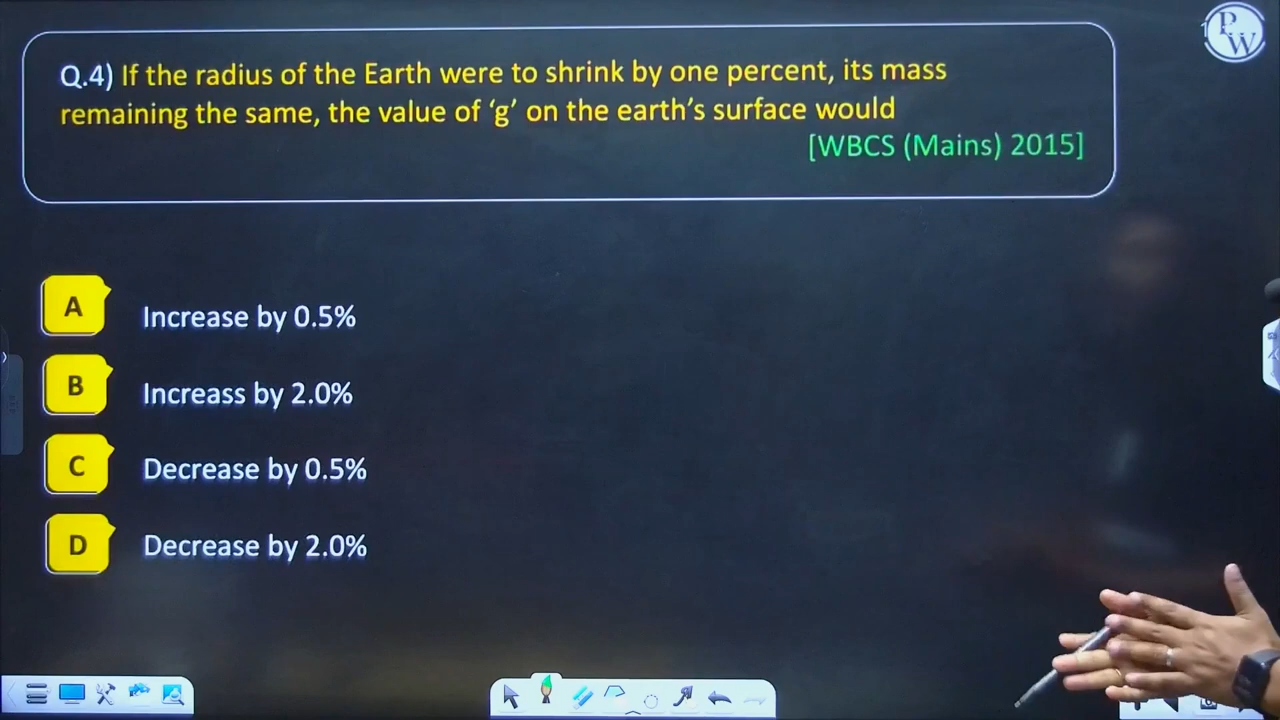 Q.4) If the radius of the Earth were to shrink by one percent, its mass
remaining the same, the value of ‘g’ on the earth’s surface would
[WBCS (Mains) 2015]
A
Increase by 0.5%
B
Increass by 2.0%
C
Decrease by 0.5%
D
Decrease by 2.0%
PW